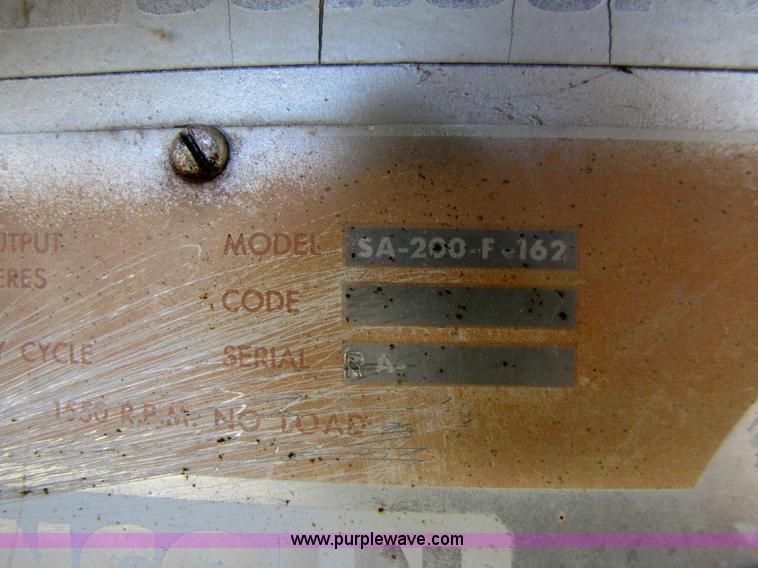 UTPUT MODEL SA-200-F-162
ERES CODE
Y CYCLE SERIAL A-
1550 R.P.M. NO LOAD
www.purplewave.com